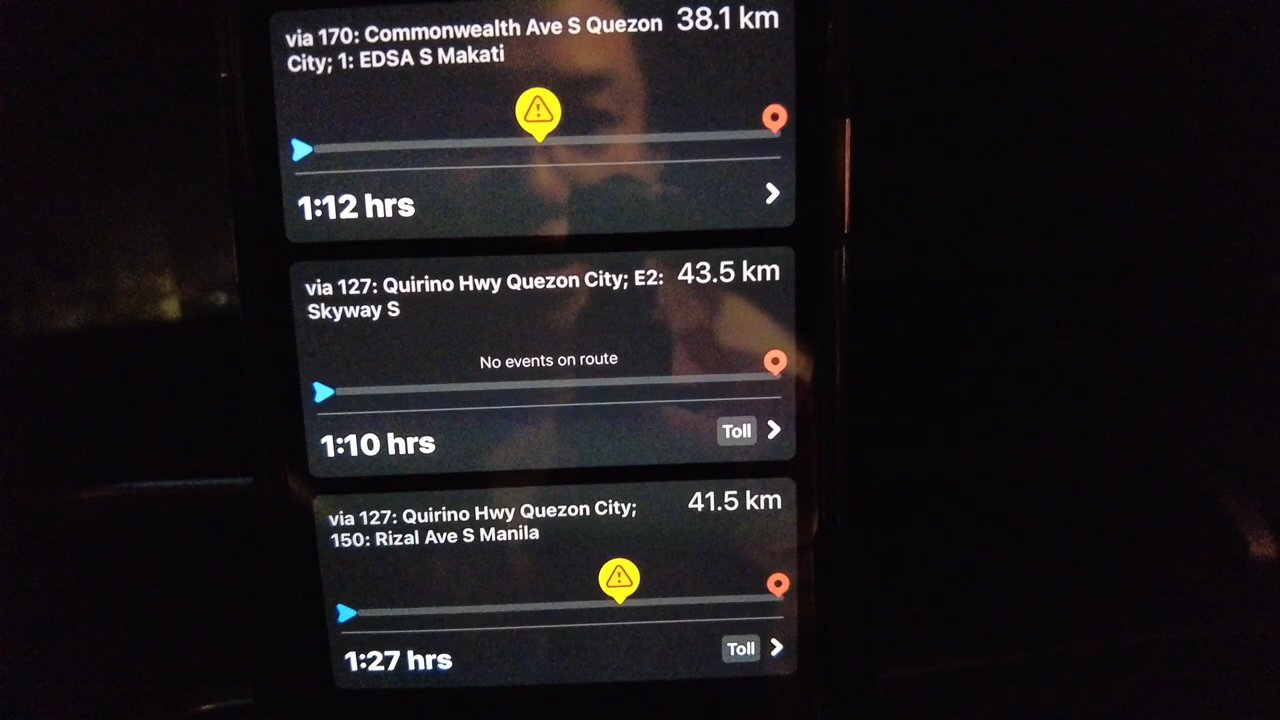 via 170: Commonwealth Ave S Quezon 38.1 km
City; 1: EDSA S Makati
1:12 hrs
via 127: Quirino Hwy Quezon City; E2: 43.5 km
Skyway S
No events on route
1:10 hrs Toll
via 127: Quirino Hwy Quezon City; 41.5 km
150: Rizal Ave S Manila
1:27 hrs Toll